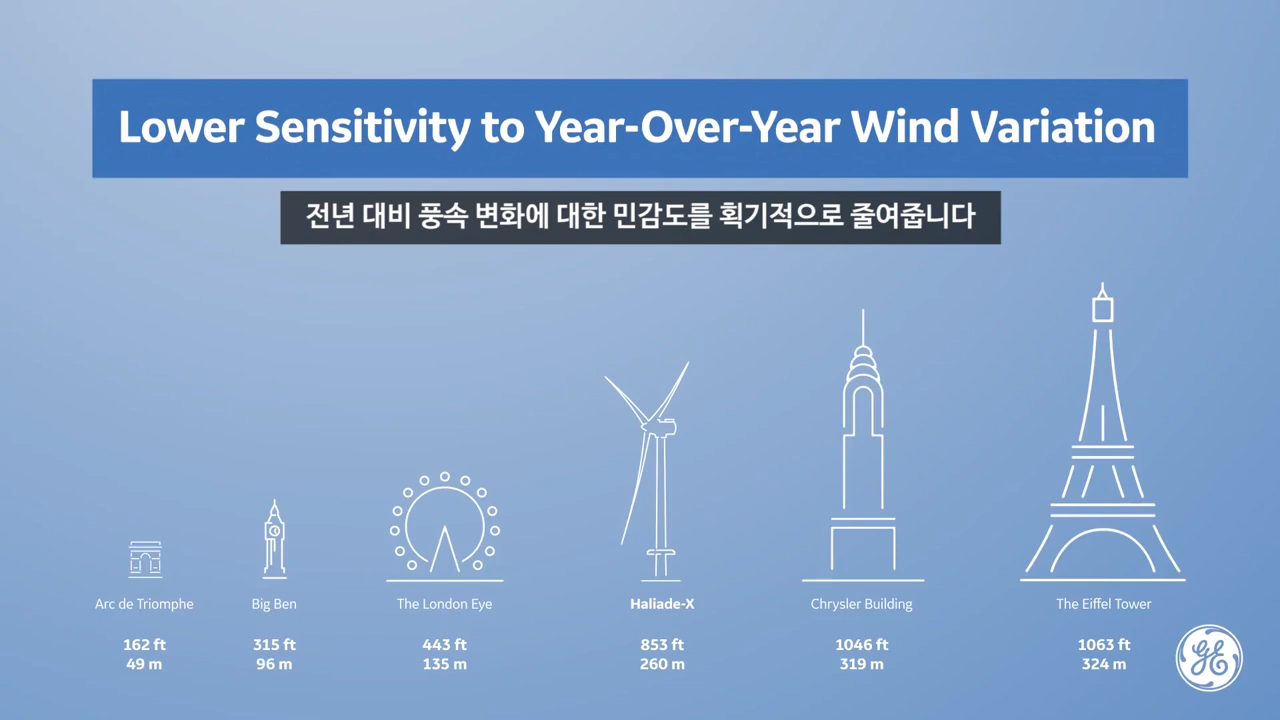 Lower Sensitivity to Year-Over-Year Wind Variation
전년 대비 풍속 변화에 대한 민감도를 획기적으로 줄여줍니다
Arc de Triomphe
162 ft
49 m
Big Ben
315 ft
96 m
The London Eye
443 ft
135 m
Haliade-X
853 ft
260 m
Chrysler Building
1046 ft
319 m
The Eiffel Tower
1063 ft
324 m
GE